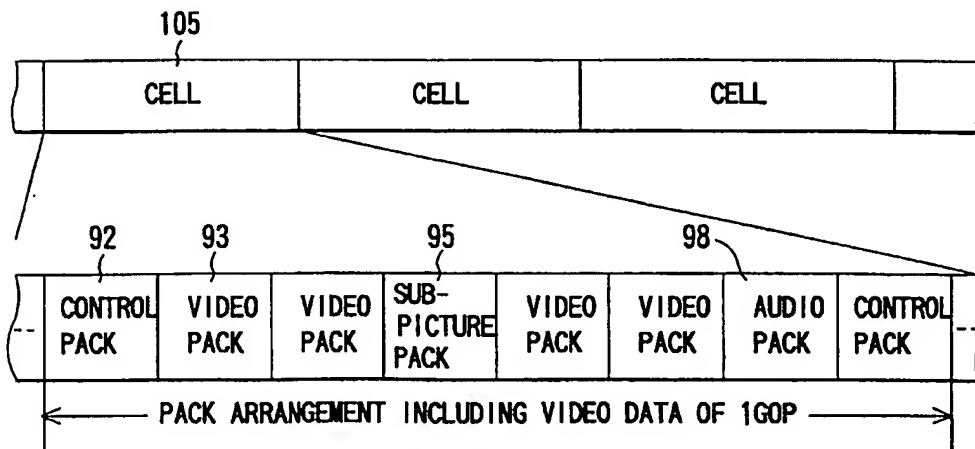 105
CELL CELL CELL
92 93 95 98
CONTROL PACK VIDEO PACK VIDEO PACK SUB-PICTURE PACK VIDEO PACK VIDEO PACK AUDIO PACK CONTROL PACK
PACK ARRANGEMENT INCLUDING VIDEO DATA OF 1GOP